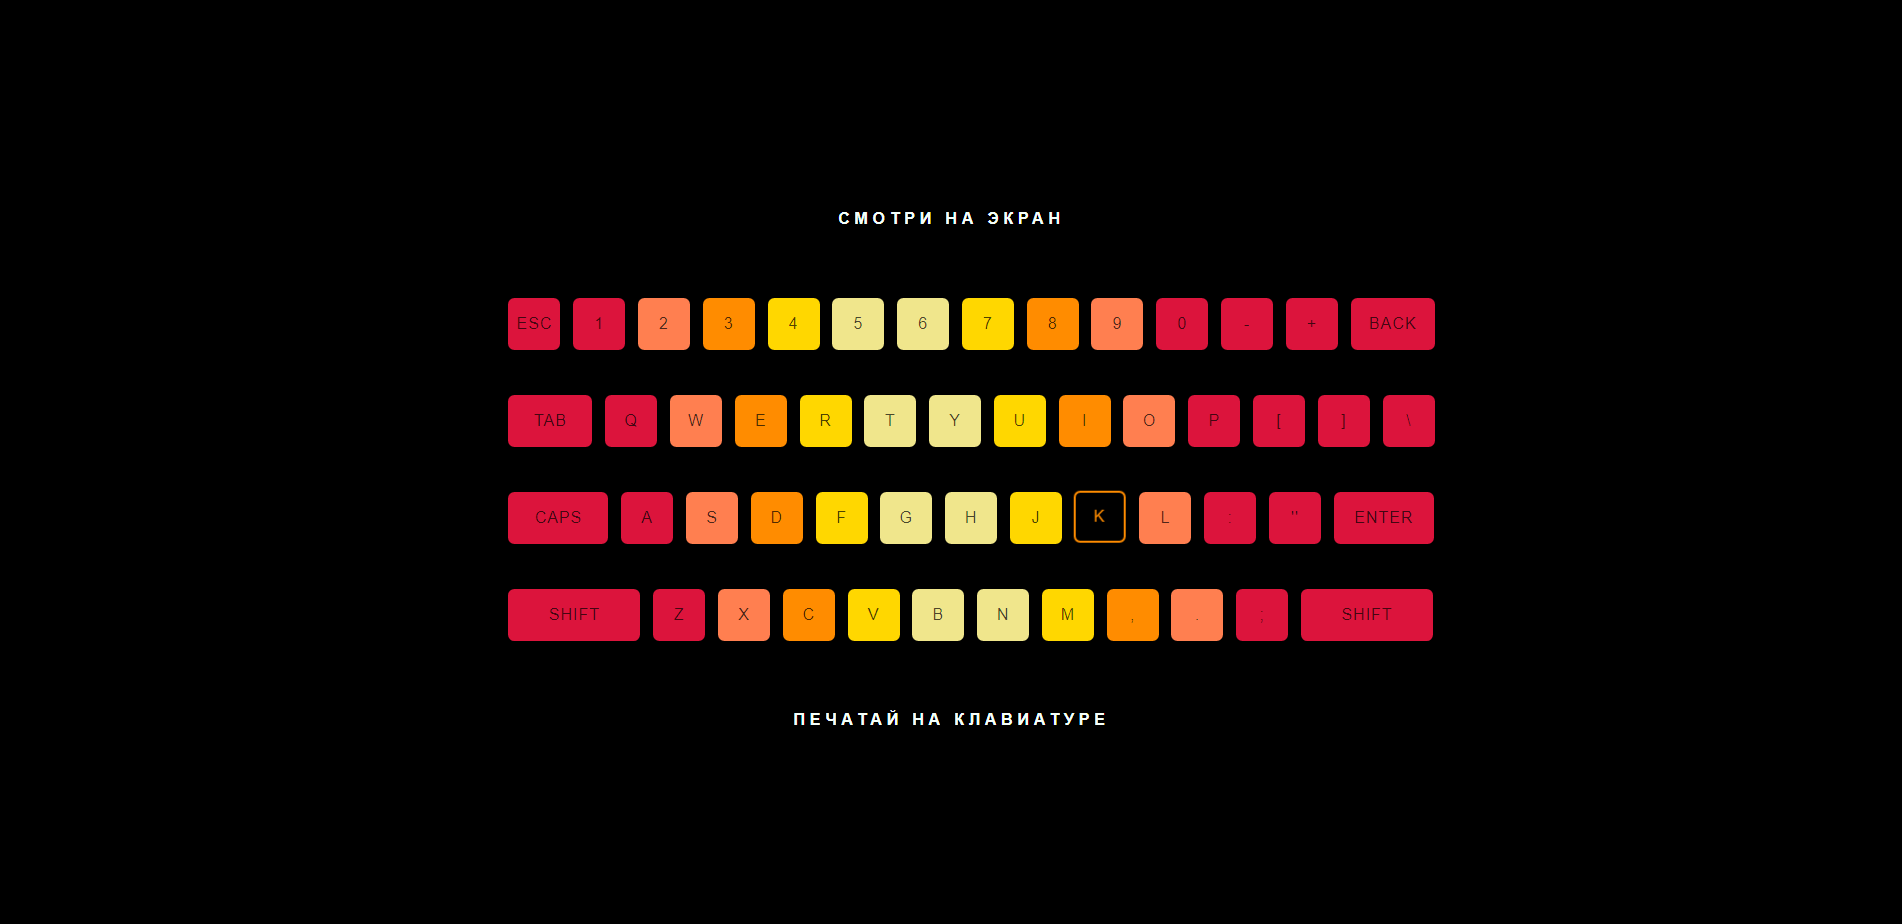 СМОТРИ НА ЭКРАН
ESC 1 2 3 4 5 6 7 8 9 0 - + BACK
TAB Q W E R T Y U I O P [ ] \
CAPS A S D F G H J K L : " ENTER
SHIFT Z X C V B N M , . ; SHIFT
ПЕЧАТАЙ НА КЛАВИАТУРЕ